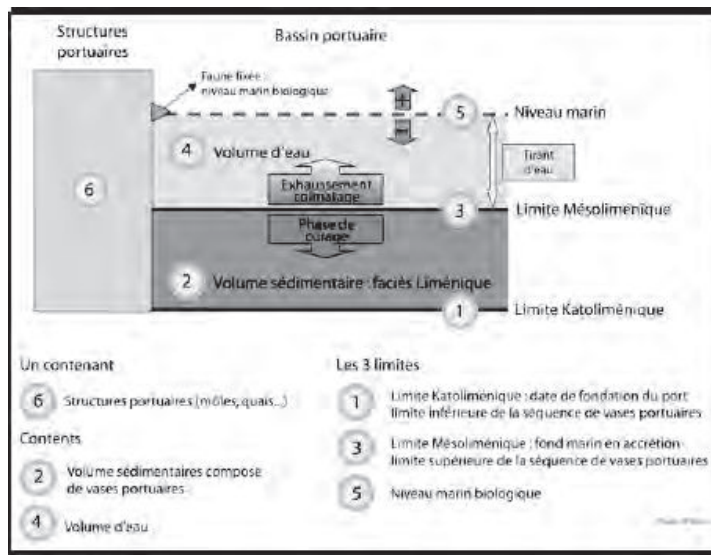 Structures
portuaires
Bassin portuaire
Faune fixée :
niveau marin biologique
+
−
5
Niveau marin
4
Volume d'eau
Tirant
d'eau
Exhaussement
colmatage
6
3
Limite Mésoliménique
Phase de
curage
2
Volume sédimentaire : faciès Liménique
1
Limite Katoliménique
Un contenant
6
Structures portuaires (môles, quais...)
Contents
2
Volume sédimentaires compose
de vases portuaires
4
Volume d'eau
Les 3 limites
1
Limite Katoliménique : date de fondation du port
limite inférieure de la séquence de vases portuaires
3
Limite Mésoliménique : fond marin en accrétion
limite supérieure de la séquence de vases portuaires
5
Niveau marin biologique